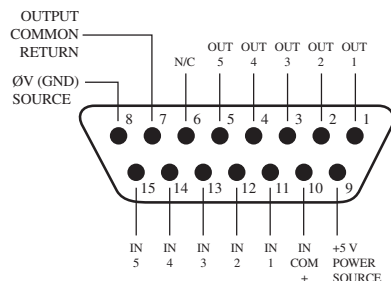 OUTPUT
COMMON
RETURN
ØV (GND)
SOURCE
N/C
OUT
5
OUT
4
OUT
3
OUT
2
OUT
1
8 7 6 5 4 3 2 1
15 14 13 12 11 10 9
IN
5
IN
4
IN
3
IN
2
IN
1
IN
COM
+
+5 V
POWER
SOURCE